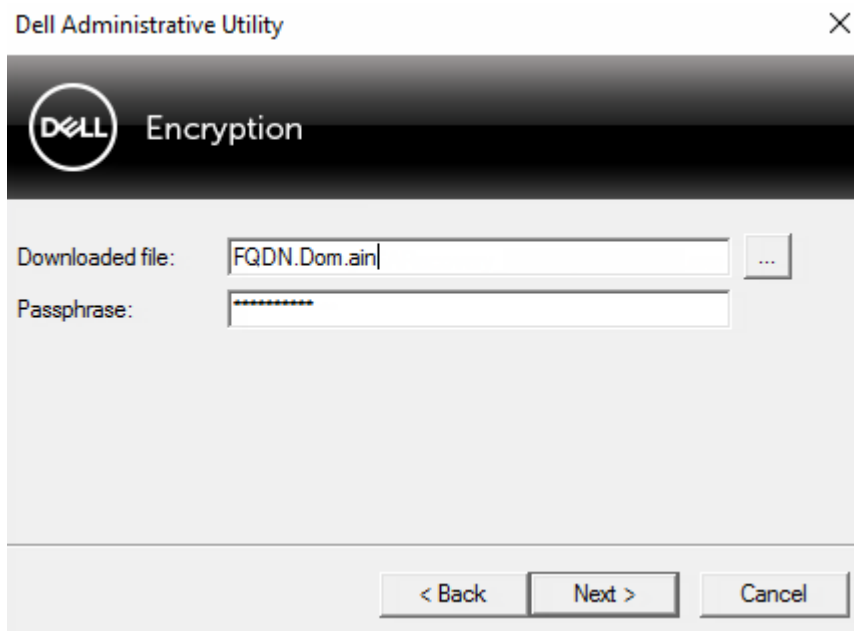 Dell Administrative Utility
DELL Encryption
Downloaded file: FQDN.Dom.ain ...
Passphrase: **********
< Back Next > Cancel